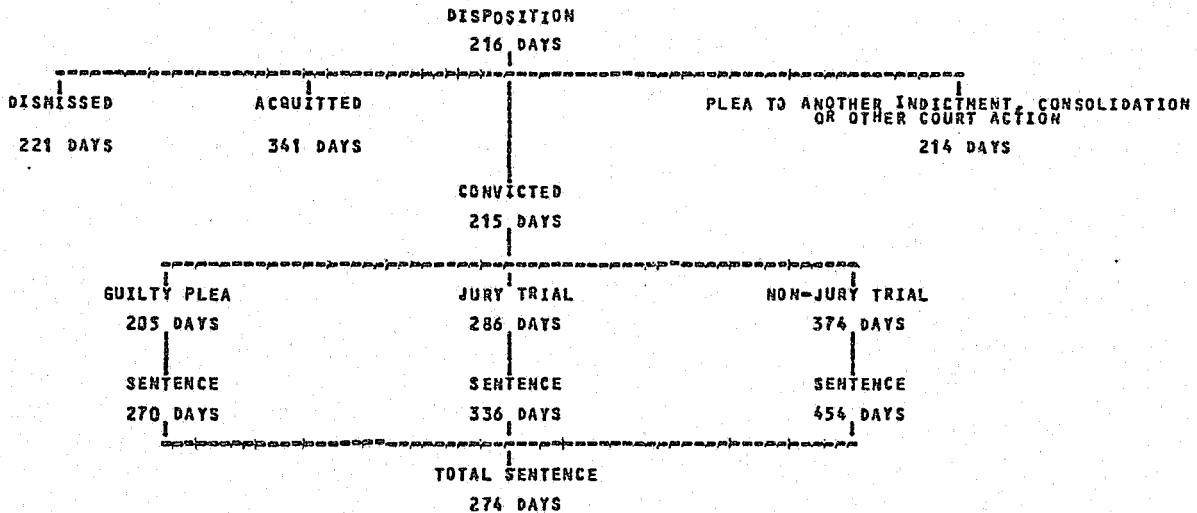 DISPOSITION
216 DAYS
DISMISSED ACQUITTED PLEA TO ANOTHER INDICTMENT, CONSOLIDATION
OR OTHER COURT ACTION
221 DAYS 341 DAYS 214 DAYS
CONVICTED
215 DAYS
GUILTY PLEA JURY TRIAL NON-JURY TRIAL
205 DAYS 286 DAYS 374 DAYS
SENTENCE SENTENCE SENTENCE
270 DAYS 336 DAYS 454 DAYS
TOTAL SENTENCE
274 DAYS